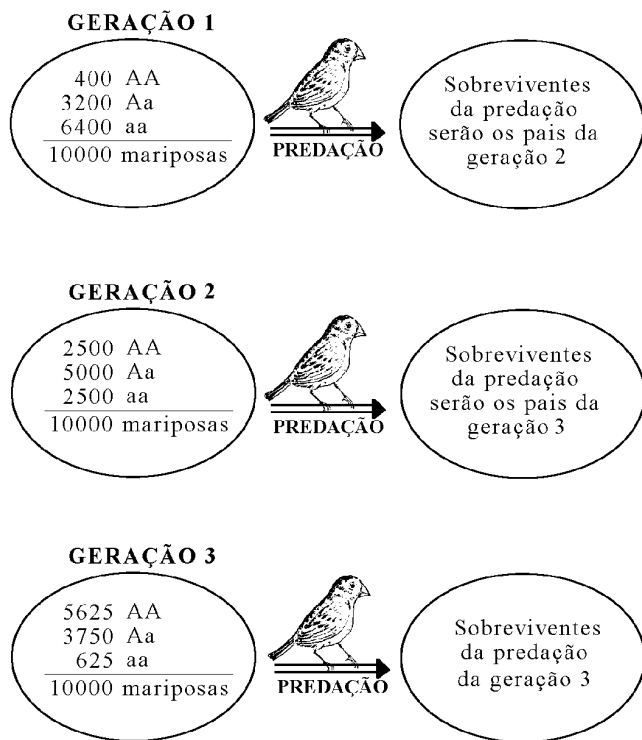 GERAÇÃO 1
400 AA
3200 Aa
6400 aa
10000 mariposas
PREDAÇÃO
Sobreviventes
da predação
serão os pais da
geração 2
GERAÇÃO 2
2500 AA
5000 Aa
2500 aa
10000 mariposas
PREDAÇÃO
Sobreviventes
da predação
serão os pais da
geração 3
GERAÇÃO 3
5625 AA
3750 Aa
625 aa
10000 mariposas
PREDAÇÃO
Sobreviventes
da predação
da geração 3